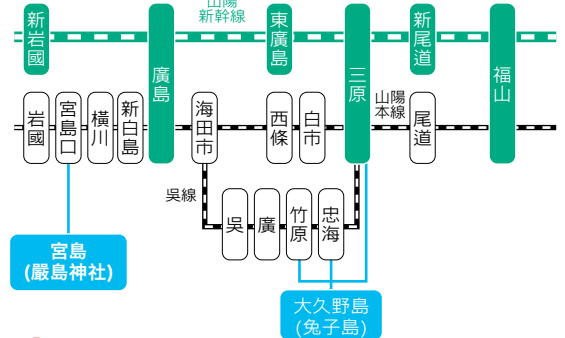 山陽
新幹線
新岩國
廣島
東廣島
三原
新尾道
福山
岩國
宮島口
橫川
新白島
海田市
西條
白市
山陽
本線
尾道
吳線
吳
廣
竹原
忠海
宮島
(嚴島神社)
大久野島
(兔子島)